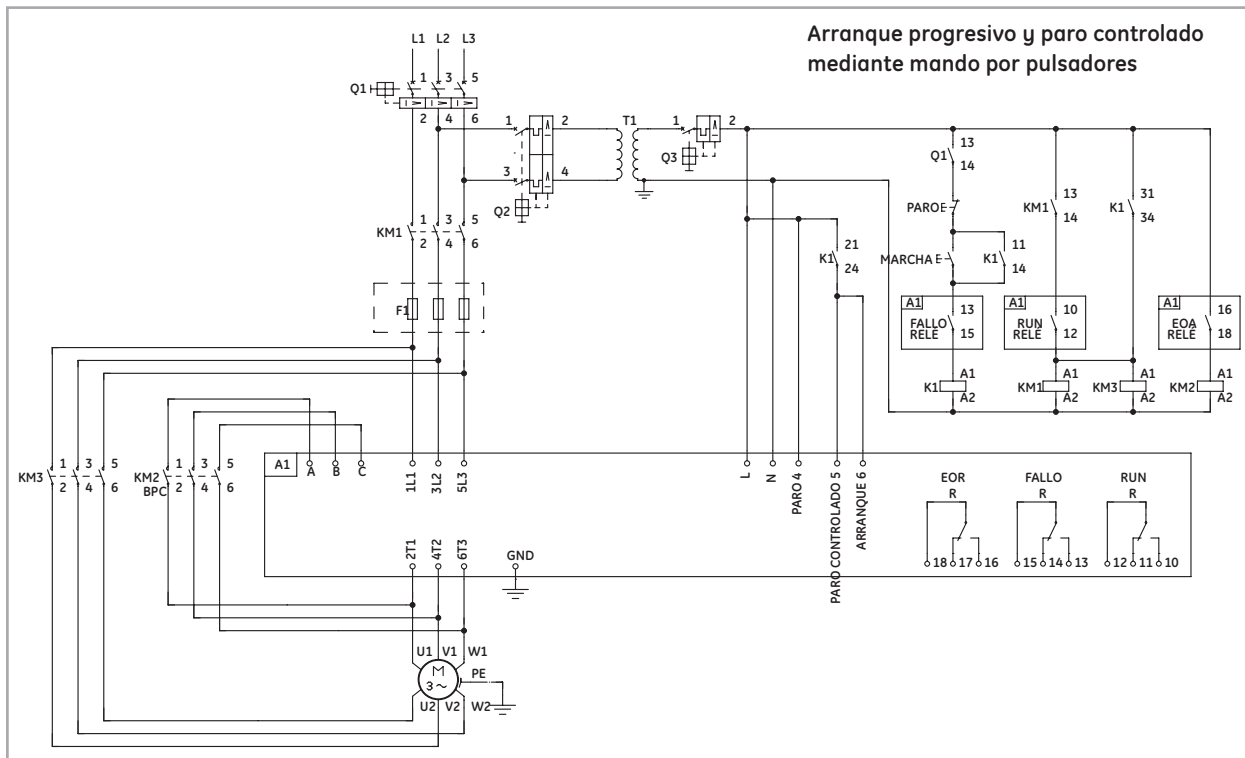 Arranque progresivo y paro controlado
mediante mando por pulsadores
L1 L2 L3
Q1 1 3 5
2 4 6
1 2 T1 1 2
3 4
Q2
Q3
KM1 1 3 5
2 4 6
F1
Q1 13
14
PARO E
MARCHA E
K1 11
14
KM1 13
14
K1 31
34
K1 21
24
A1 FALLO RELÉ 13
15
A1 RUN RELÉ 10
12
A1 EOA RELÉ 16
18
K1 A1
A2
KM1 A1
A2
KM3 A1
A2
KM2 A1
A2
KM3 1 3 5
2 4 6
KM2 1 3 5
BPC 2 4 6
A1 A B C 1L1 3L2 5L3
L N PARO 4 PARO CONTROLADO 5 ARRANQUE 6
2T1 4T2 6T3 GND
EOR FALLO RUN
R R R
18 17 16 15 14 13 12 11 10
U1 V1 W1
M
3 ~
PE
U2 V2 W2